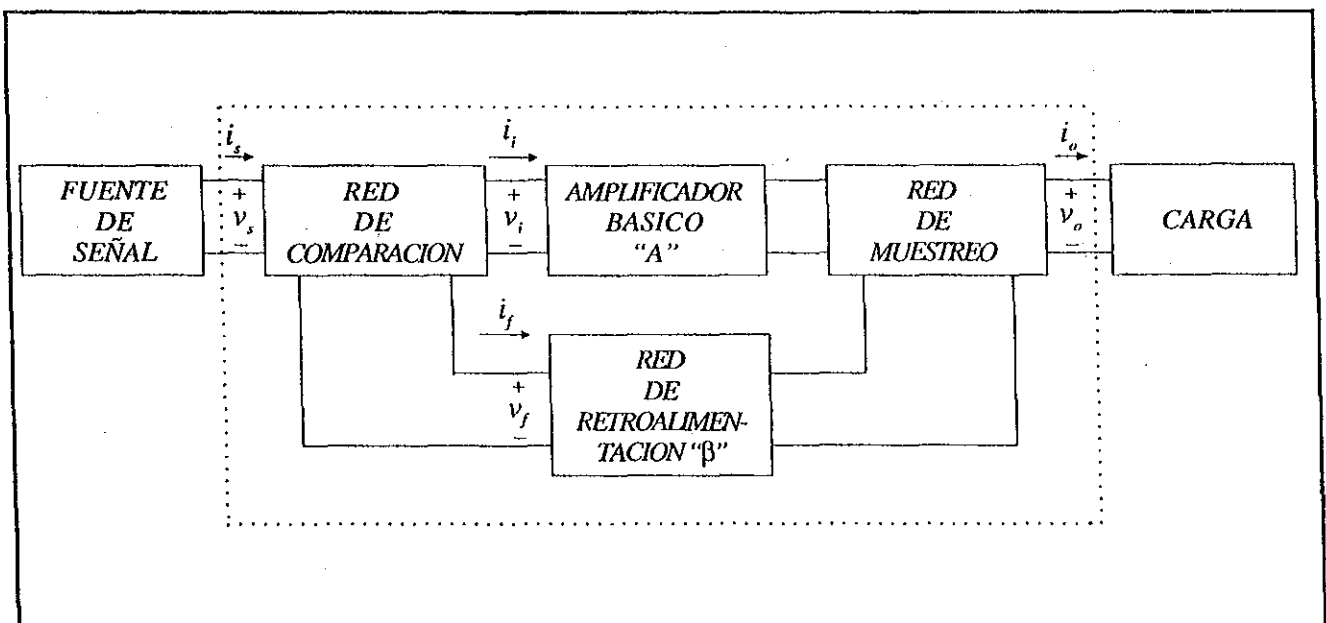 i_s
i_i
i_o
FUENTE
DE
SEÑAL
+
v_s
−
RED
DE
COMPARACION
+
v_i
−
AMPLIFICADOR
BASICO
"A"
RED
DE
MUESTREO
+
v_o
−
CARGA
i_f
+
v_f
−
RED
DE
RETROALIMEN-
TACION "β"